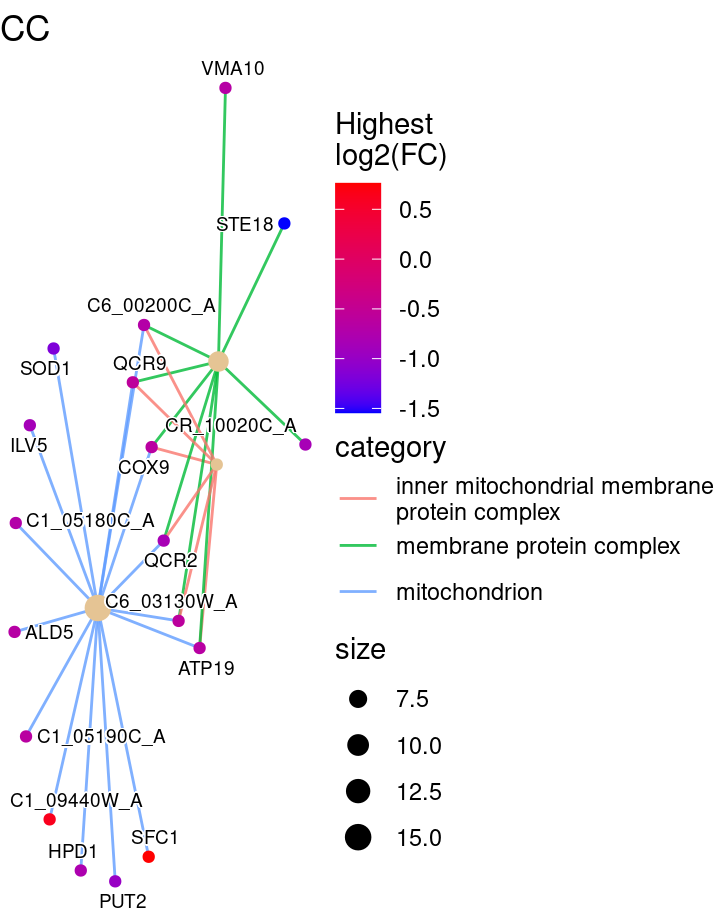 CC
VMA10
STE18
C6_00200C_A
SOD1
QCR9
CR_10020C_A
ILV5
COX9
C1_05180C_A
QCR2
C6_03130W_A
ALD5
ATP19
C1_05190C_A
C1_09440W_A
SFC1
HPD1
PUT2
Highest
log2(FC)
0.5
0.0
-0.5
-1.0
-1.5
category
inner mitochondrial membrane
protein complex
membrane protein complex
mitochondrion
size
7.5
10.0
12.5
15.0